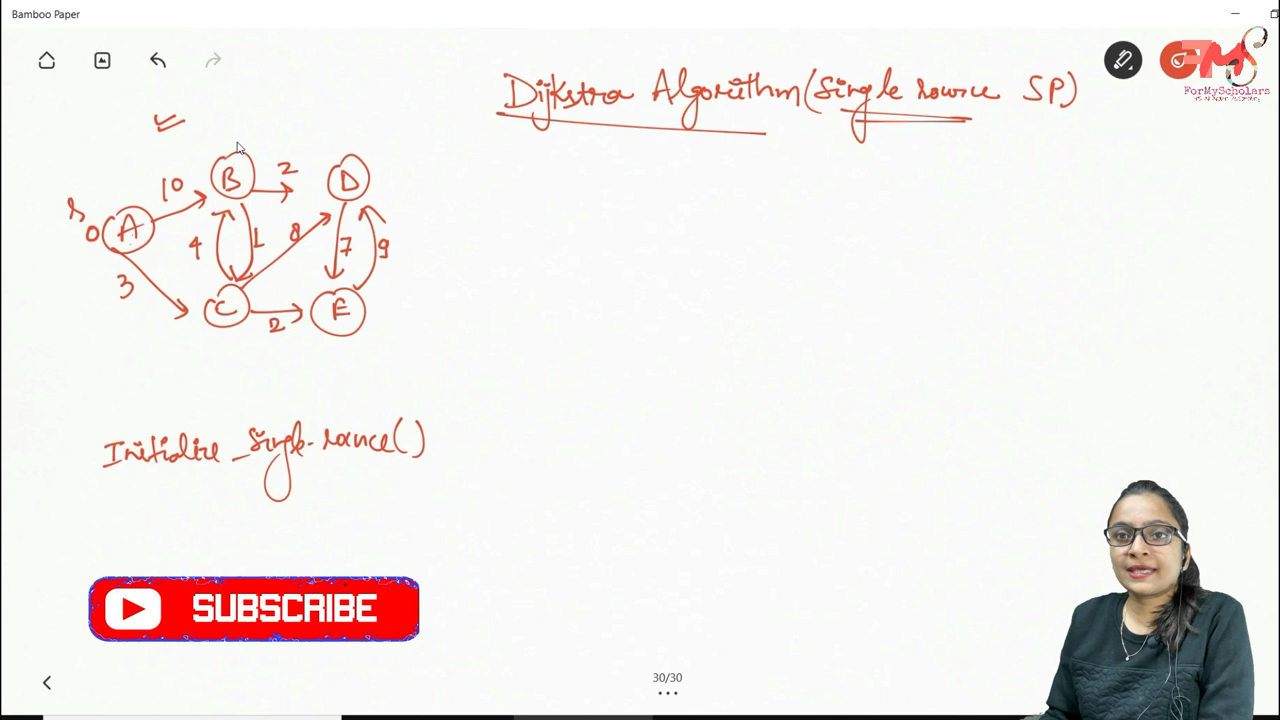 Bamboo Paper
ForMyScholars
Dijkstra Algorithm (Single source SP)
10
B
2
D
s
0
A
4
1
8
7
9
3
C
2
E
Initialize_Single-source()
SUBSCRIBE
30/30